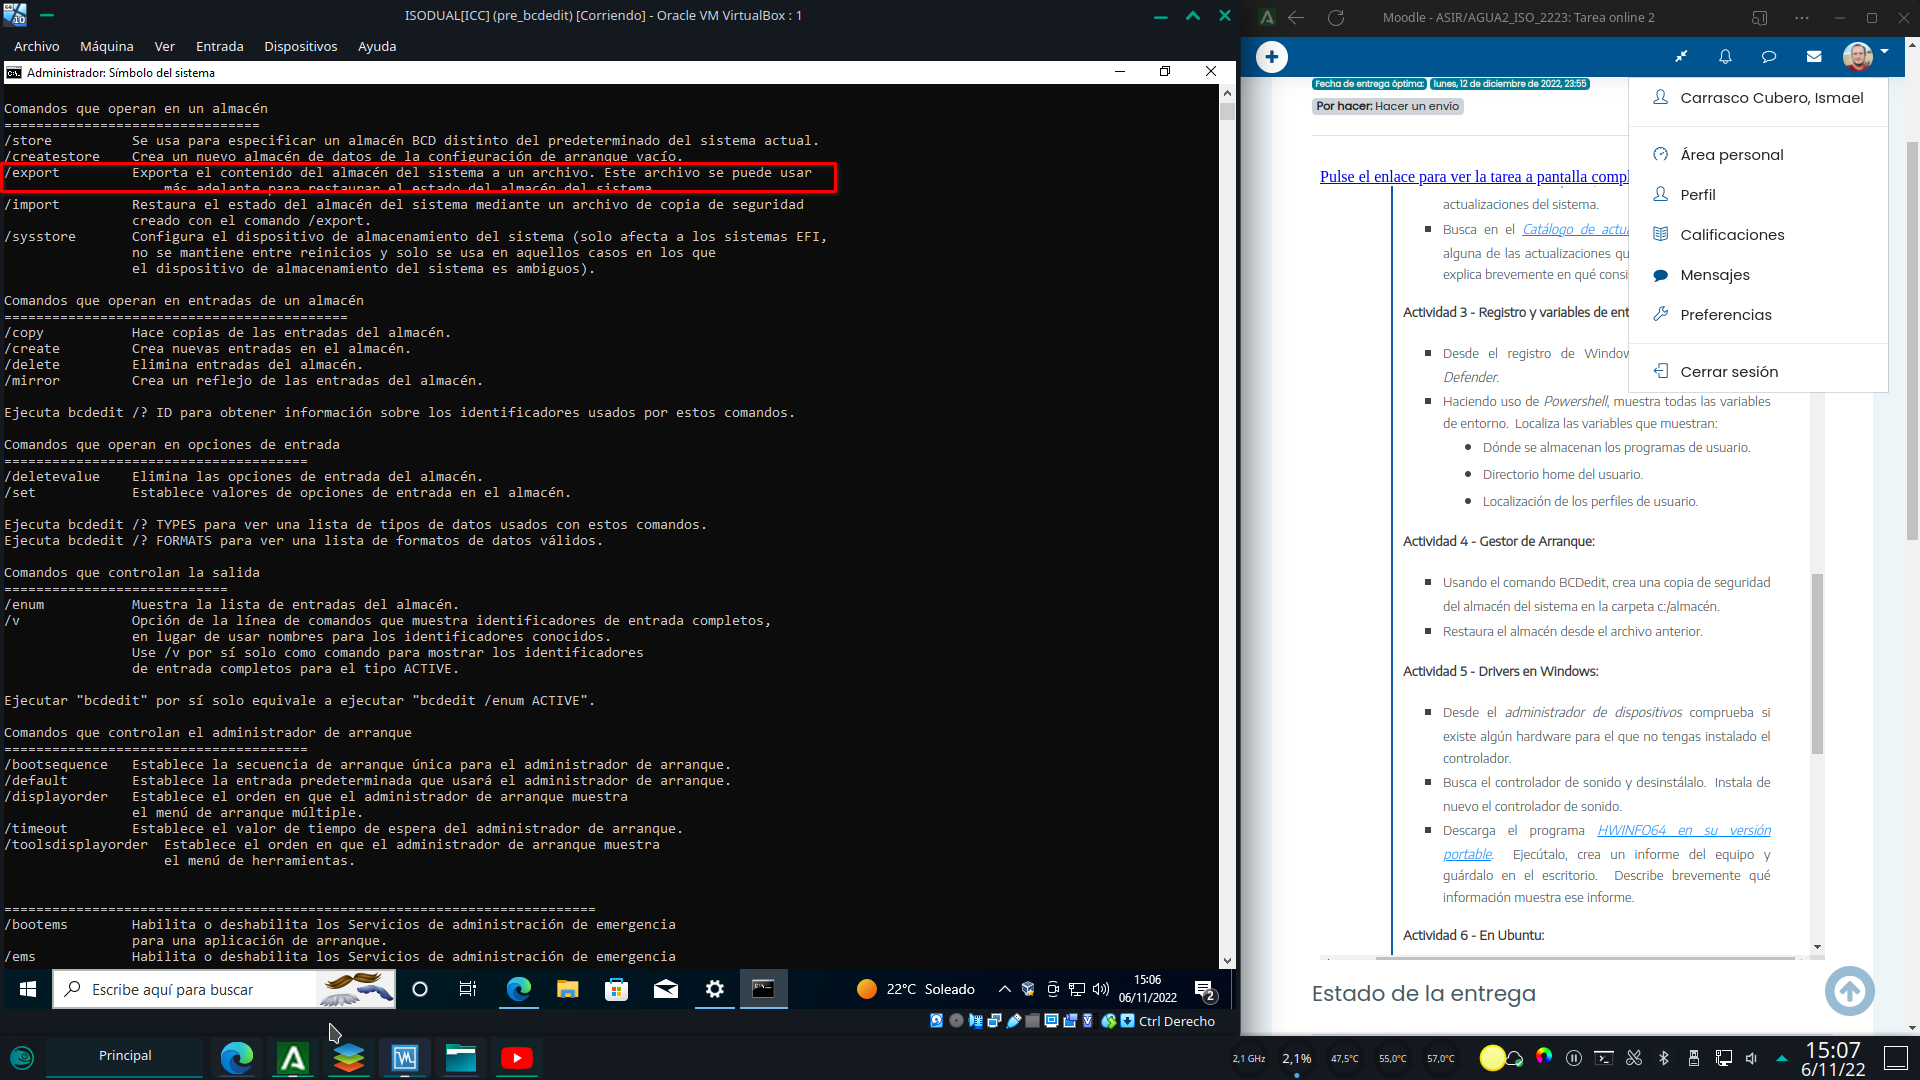 ISODUAL[ICC] (pre_bcdedit) [Corriendo] - Oracle VM VirtualBox : 1
Archivo Máquina Ver Entrada Dispositivos Ayuda
Administrador: Símbolo del sistema
Comandos que operan en un almacén
================================
/store Se usa para especificar un almacén BCD distinto del predeterminado del sistema actual.
/createstore Crea un nuevo almacén de datos de la configuración de arranque vacío.
/export Exporta el contenido del almacén del sistema a un archivo. Este archivo se puede usar
más adelante para restaurar el estado del almacén del sistema.
/import Restaura el estado del almacén del sistema mediante un archivo de copia de seguridad
creado con el comando /export.
/sysstore Configura el dispositivo de almacenamiento del sistema (solo afecta a los sistemas EFI,
no se mantiene entre reinicios y solo se usa en aquellos casos en los que
el dispositivo de almacenamiento del sistema es ambiguos).
Comandos que operan en entradas de un almacén
===========================================
/copy Hace copias de las entradas del almacén.
/create Crea nuevas entradas en el almacén.
/delete Elimina entradas del almacén.
/mirror Crea un reflejo de las entradas del almacén.
Ejecuta bcdedit /? ID para obtener información sobre los identificadores usados por estos comandos.
Comandos que operan en opciones de entrada
======================================
/deletevalue Elimina las opciones de entrada del almacén.
/set Establece valores de opciones de entrada en el almacén.
Ejecuta bcdedit /? TYPES para ver una lista de tipos de datos usados con estos comandos.
Ejecuta bcdedit /? FORMATS para ver una lista de formatos de datos válidos.
Comandos que controlan la salida
============================
/enum Muestra la lista de entradas del almacén.
/v Opción de la línea de comandos que muestra identificadores de entrada completos,
en lugar de usar nombres para los identificadores conocidos.
Use /v por sí solo como comando para mostrar los identificadores
de entrada completos para el tipo ACTIVE.
Ejecutar "bcdedit" por sí solo equivale a ejecutar "bcdedit /enum ACTIVE".
Comandos que controlan el administrador de arranque
======================================
/bootsequence Establece la secuencia de arranque única para el administrador de arranque.
/default Establece la entrada predeterminada que usará el administrador de arranque.
/displayorder Establece el orden en que el administrador de arranque muestra
el menú de arranque múltiple.
/timeout Establece el valor de tiempo de espera del administrador de arranque.
/toolsdisplayorder Establece el orden en que el administrador de arranque muestra
el menú de herramientas.
==========================================================================
/bootems Habilita o deshabilita los Servicios de administración de emergencia
para una aplicación de arranque.
/ems Habilita o deshabilita los Servicios de administración de emergencia
Escribe aquí para buscar
22°C Soleado
15:06
06/11/2022
2
Ctrl Derecho
Moodle - ASIR/AGUA2_ISO_2223: Tarea online 2
Fecha de entrega óptima: lunes, 12 de diciembre de 2022, 23:55
Por hacer: Hacer un envío
Pulse el enlace para ver la tarea a pantalla compl
actualizaciones del sistema.
Busca en el Catálogo de actua
alguna de las actualizaciones qu
explica brevemente en qué consi
Actividad 3 - Registro y variables de ent
Desde el registro de Window
Defender.
Haciendo uso de Powershell, muestra todas las variables
de entorno. Localiza las variables que muestran:
Dónde se almacenan los programas de usuario.
Directorio home del usuario.
Localización de los perfiles de usuario.
Actividad 4 - Gestor de Arranque:
Usando el comando BCDedit, crea una copia de seguridad
del almacén del sistema en la carpeta c:/almacén.
Restaura el almacén desde el archivo anterior.
Actividad 5 - Drivers en Windows:
Desde el administrador de dispositivos comprueba si
existe algún hardware para el que no tengas instalado el
controlador.
Busca el controlador de sonido y desinstálalo. Instala de
nuevo el controlador de sonido.
Descarga el programa HWINFO64 en su versión
portable. Ejecútalo, crea un informe del equipo y
guárdalo en el escritorio. Describe brevemente qué
información muestra ese informe.
Actividad 6 - En Ubuntu:
Carrasco Cubero, Ismael
Área personal
Perfil
Calificaciones
Mensajes
Preferencias
Cerrar sesión
Estado de la entrega
Principal
2,1 GHz 2,1% 47,5°C 55,0°C 57,0°C
15:07
6/11/22